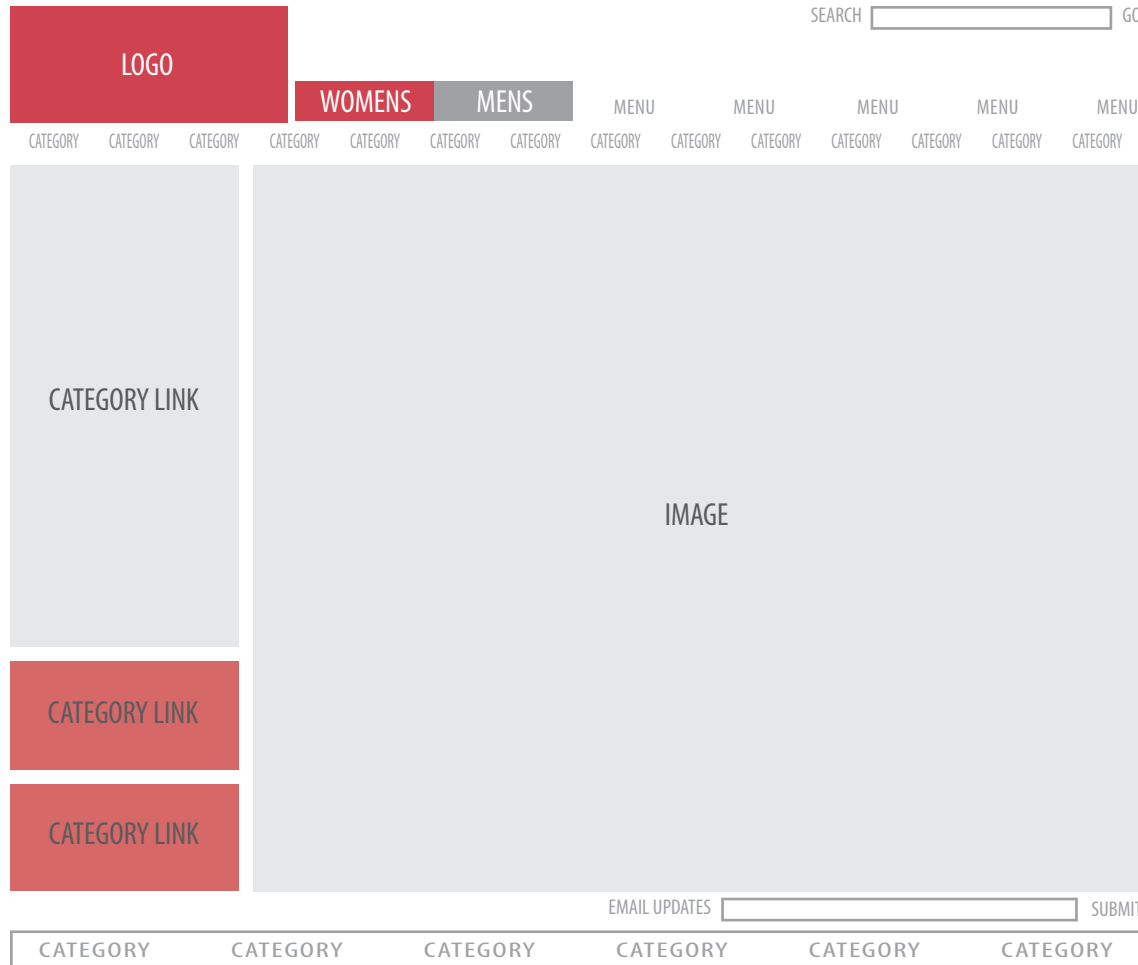 SEARCH GO
LOGO
WOMENS MENS MENU MENU MENU MENU MENU
CATEGORY CATEGORY CATEGORY CATEGORY CATEGORY CATEGORY CATEGORY CATEGORY CATEGORY CATEGORY CATEGORY CATEGORY CATEGORY CATEGORY
CATEGORY LINK
IMAGE
CATEGORY LINK
CATEGORY LINK
EMAIL UPDATES SUBMIT
CATEGORY CATEGORY CATEGORY CATEGORY CATEGORY CATEGORY